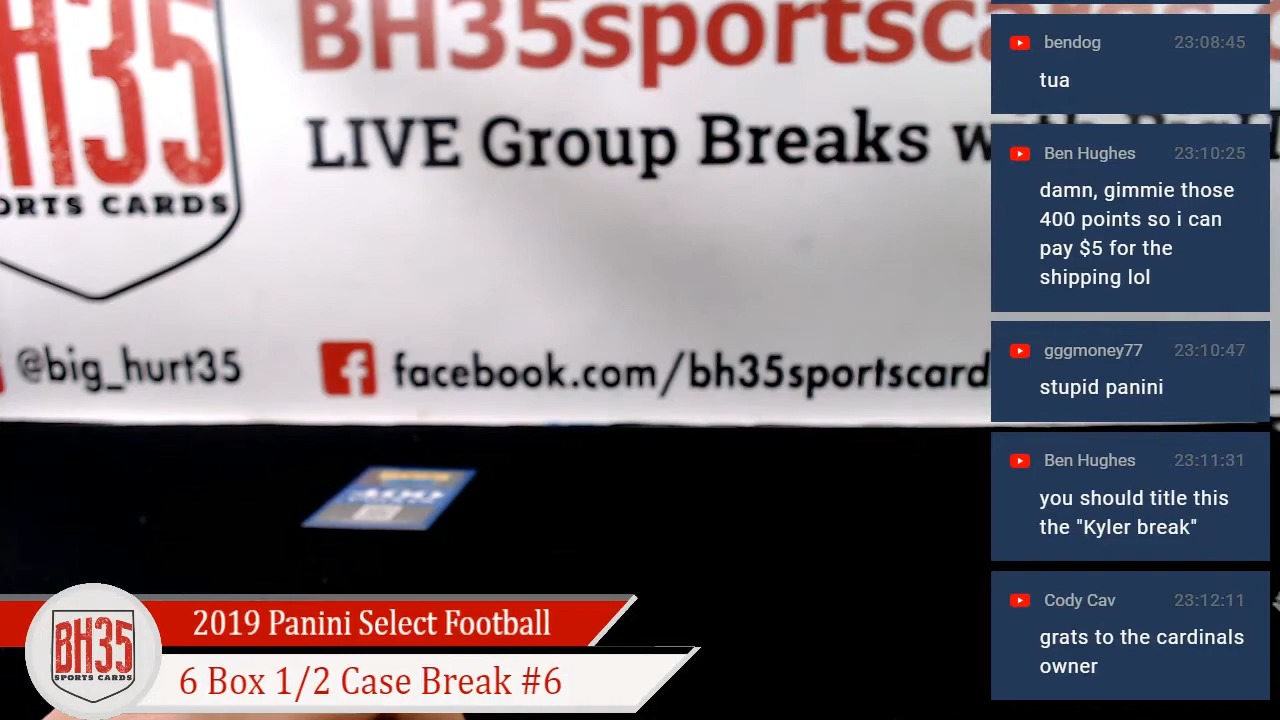 BH35sportsc
LIVE Group Breaks
H35
ORTS CARDS
@big_hurt35
facebook.com/bh35sportscard
400
2019 Panini Select Football
6 Box 1/2 Case Break #6
BH35
SPORTS CARDS
bendog 23:08:45
tua
Ben Hughes 23:10:25
damn, gimmie those
400 points so i can
pay $5 for the
shipping lol
gggmoney77 23:10:47
stupid panini
Ben Hughes 23:11:31
you should title this
the "Kyler break"
Cody Cav 23:12:11
grats to the cardinals
owner